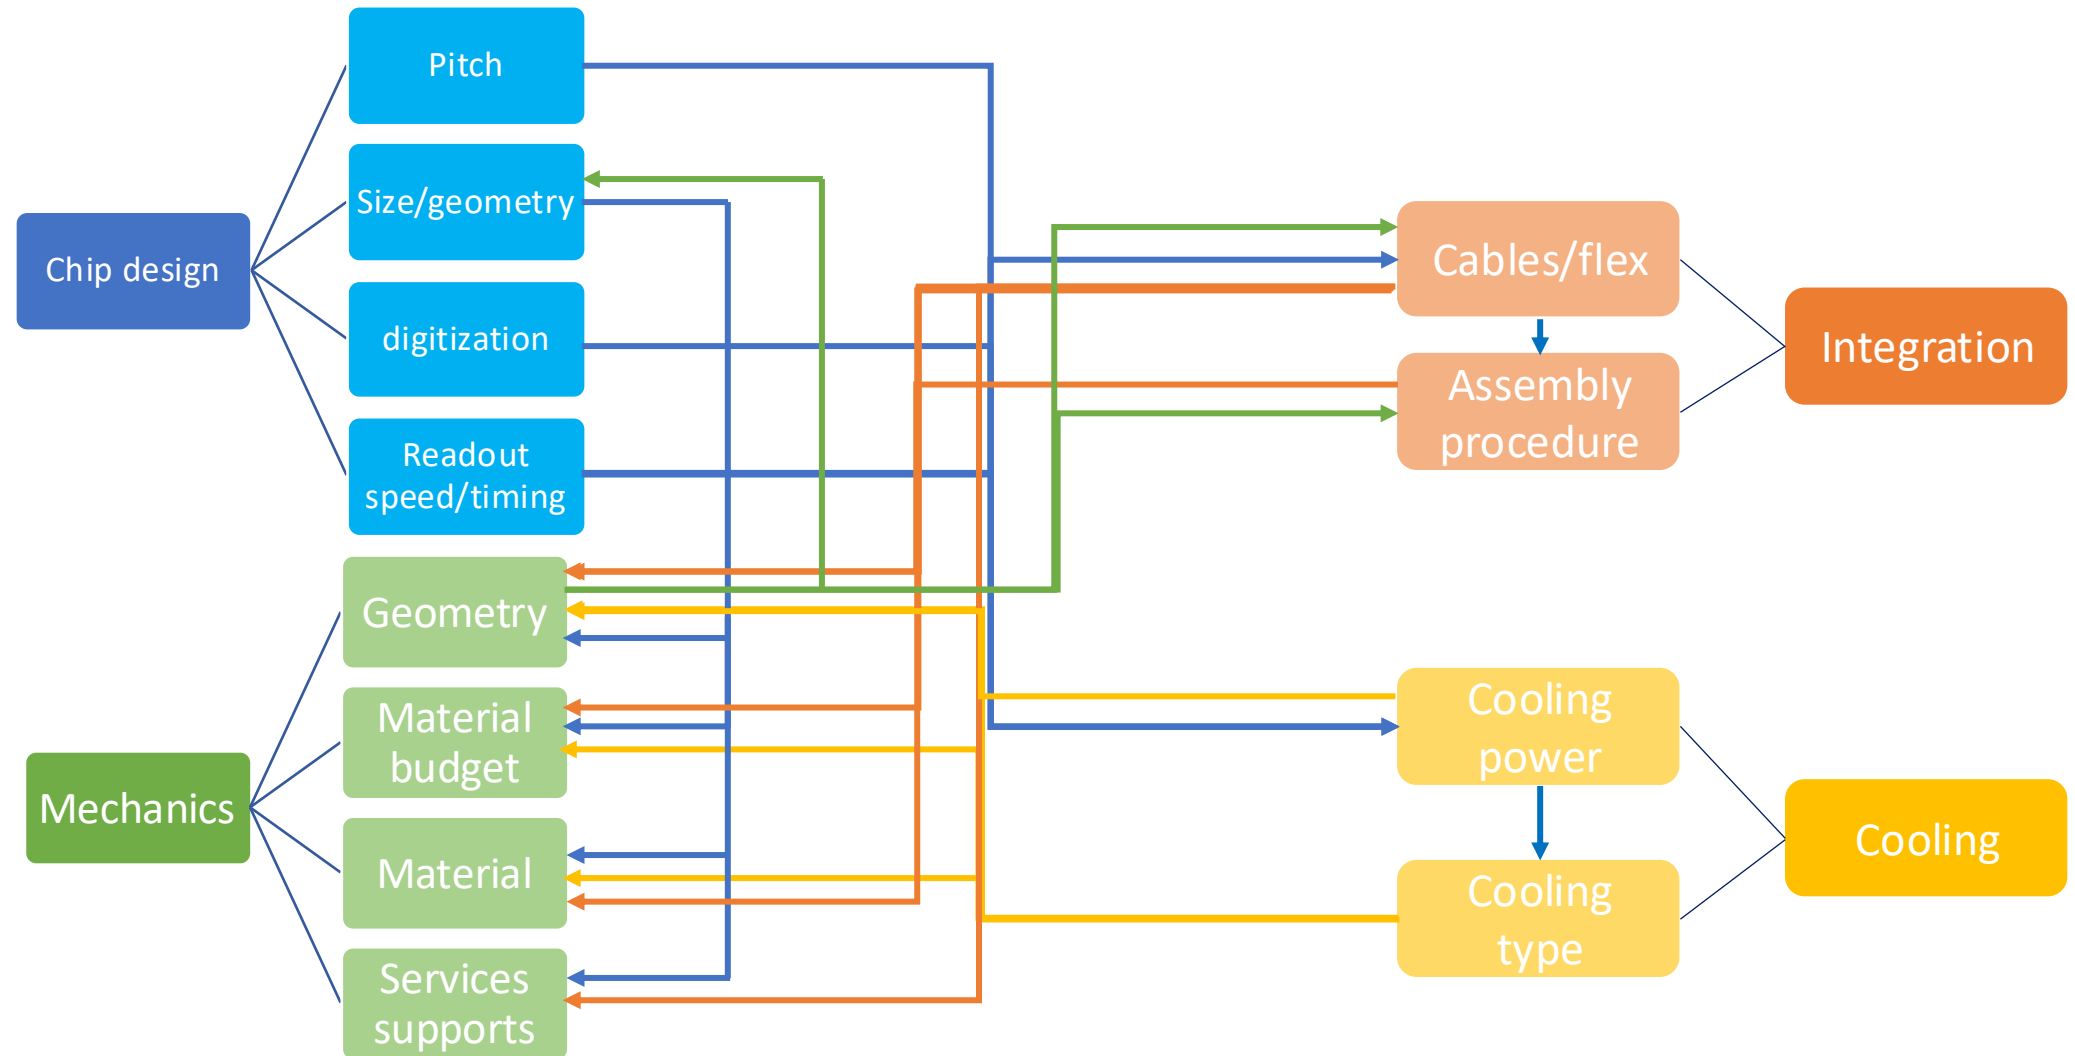 Chip design
Pitch
Size/geometry
digitization
Readout
speed/timing
Mechanics
Geometry
Material
budget
Material
Services
supports
Cables/flex
Assembly
procedure
Integration
Cooling
power
Cooling
type
Cooling